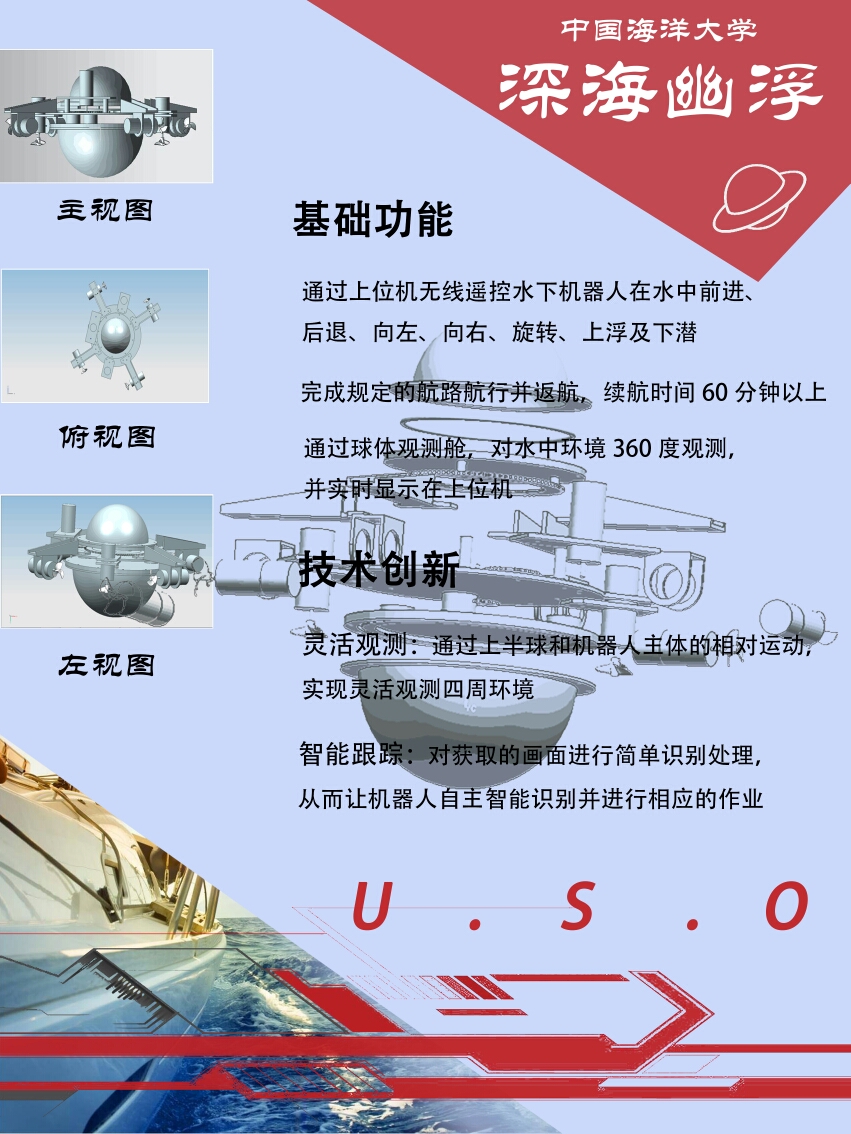 中国海洋大学
深海幽浮
主视图
俯视图
左视图
基础功能
通过上位机无线遥控水下机器人在水中前进、
后退、向左、向右、旋转、上浮及下潜
完成规定的航路航行并返航，续航时间 60 分钟以上
通过球体观测舱，对水中环境 360 度观测，
并实时显示在上位机
技术创新
灵活观测：通过上半球和机器人主体的相对运动，
实现灵活观测四周环境
智能跟踪：对获取的画面进行简单识别处理，
从而让机器人自主智能识别并进行相应的作业
U . S . O